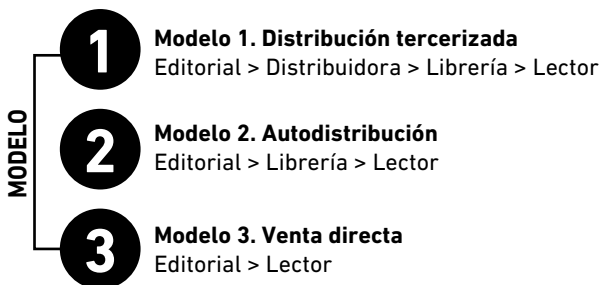 MODELO
1
Modelo 1. Distribución tercerizada
Editorial > Distribuidora > Librería > Lector
2
Modelo 2. Autodistribución
Editorial > Librería > Lector
3
Modelo 3. Venta directa
Editorial > Lector